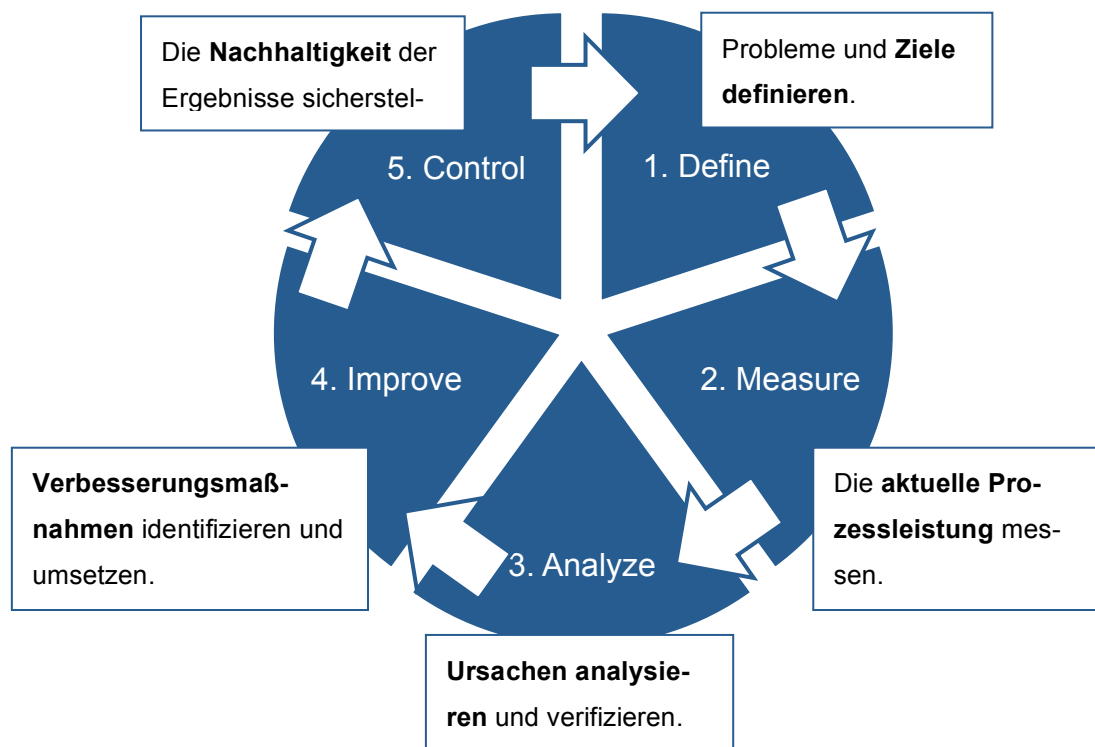 Die Nachhaltigkeit der
Ergebnisse sicherstel-
Probleme und Ziele
definieren.
5. Control
1. Define
4. Improve
2. Measure
Verbesserungsmaß-
nahmen identifizieren und
umsetzen.
Die aktuelle Pro-
zessleistung mes-
sen.
3. Analyze
Ursachen analysie-
ren und verifizieren.